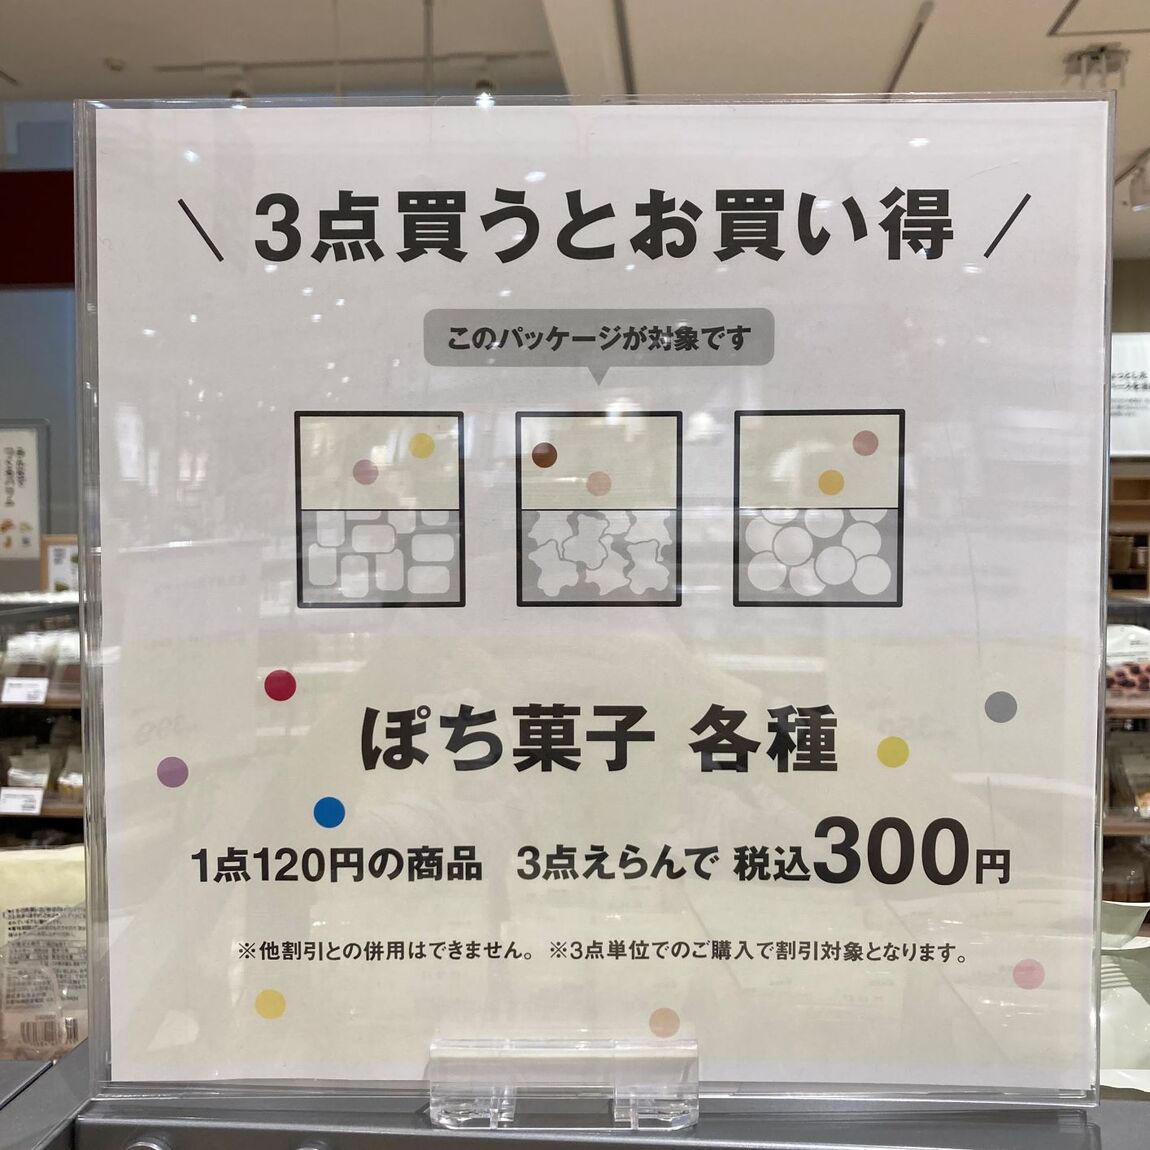 3点買うとお買い得
このパッケージが対象です
ぽち菓子 各種
1点120円の商品 3点えらんで 税込300円
※他割引との併用はできません。 ※3点単位でのご購入で割引対象となります。